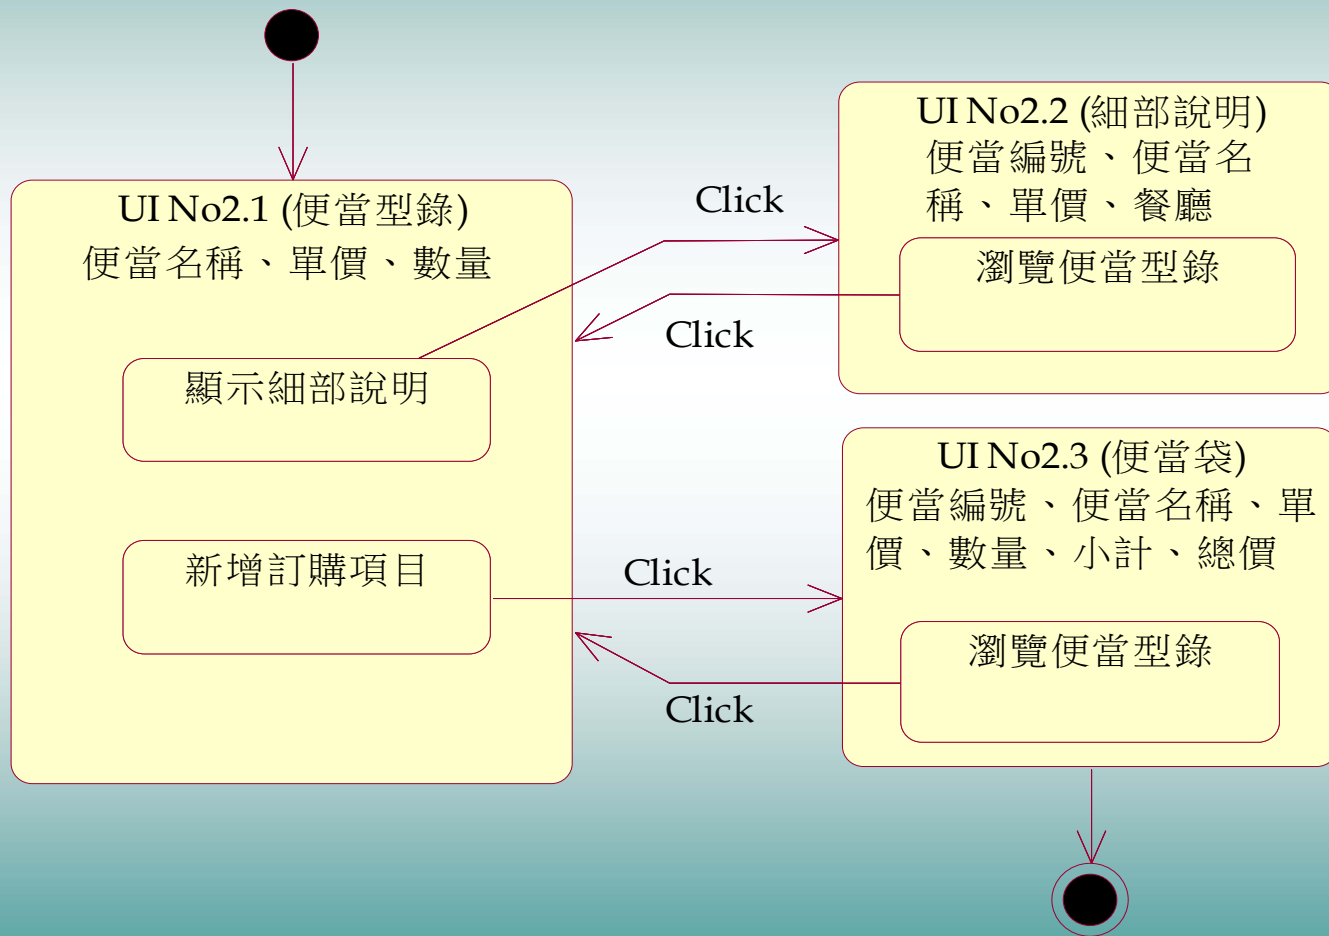 UI No2.1 (便當型錄)
便當名稱、單價、數量
顯示細部說明
新增訂購項目
Click
Click
Click
Click
UI No2.2 (細部說明)
便當編號、便當名
稱、單價、餐廳
瀏覽便當型錄
UI No2.3 (便當袋)
便當編號、便當名稱、單
價、數量、小計、總價
瀏覽便當型錄